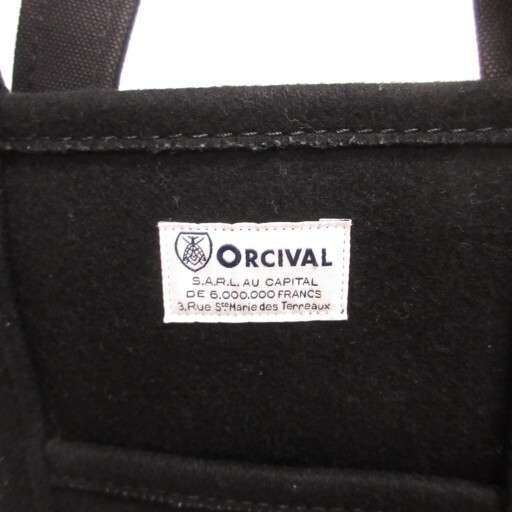 ORCIVAL
S.A.R.L. AU CAPITAL
DE 6.000.000 FRANCS
3.Rue Ste Marie des Terreaux